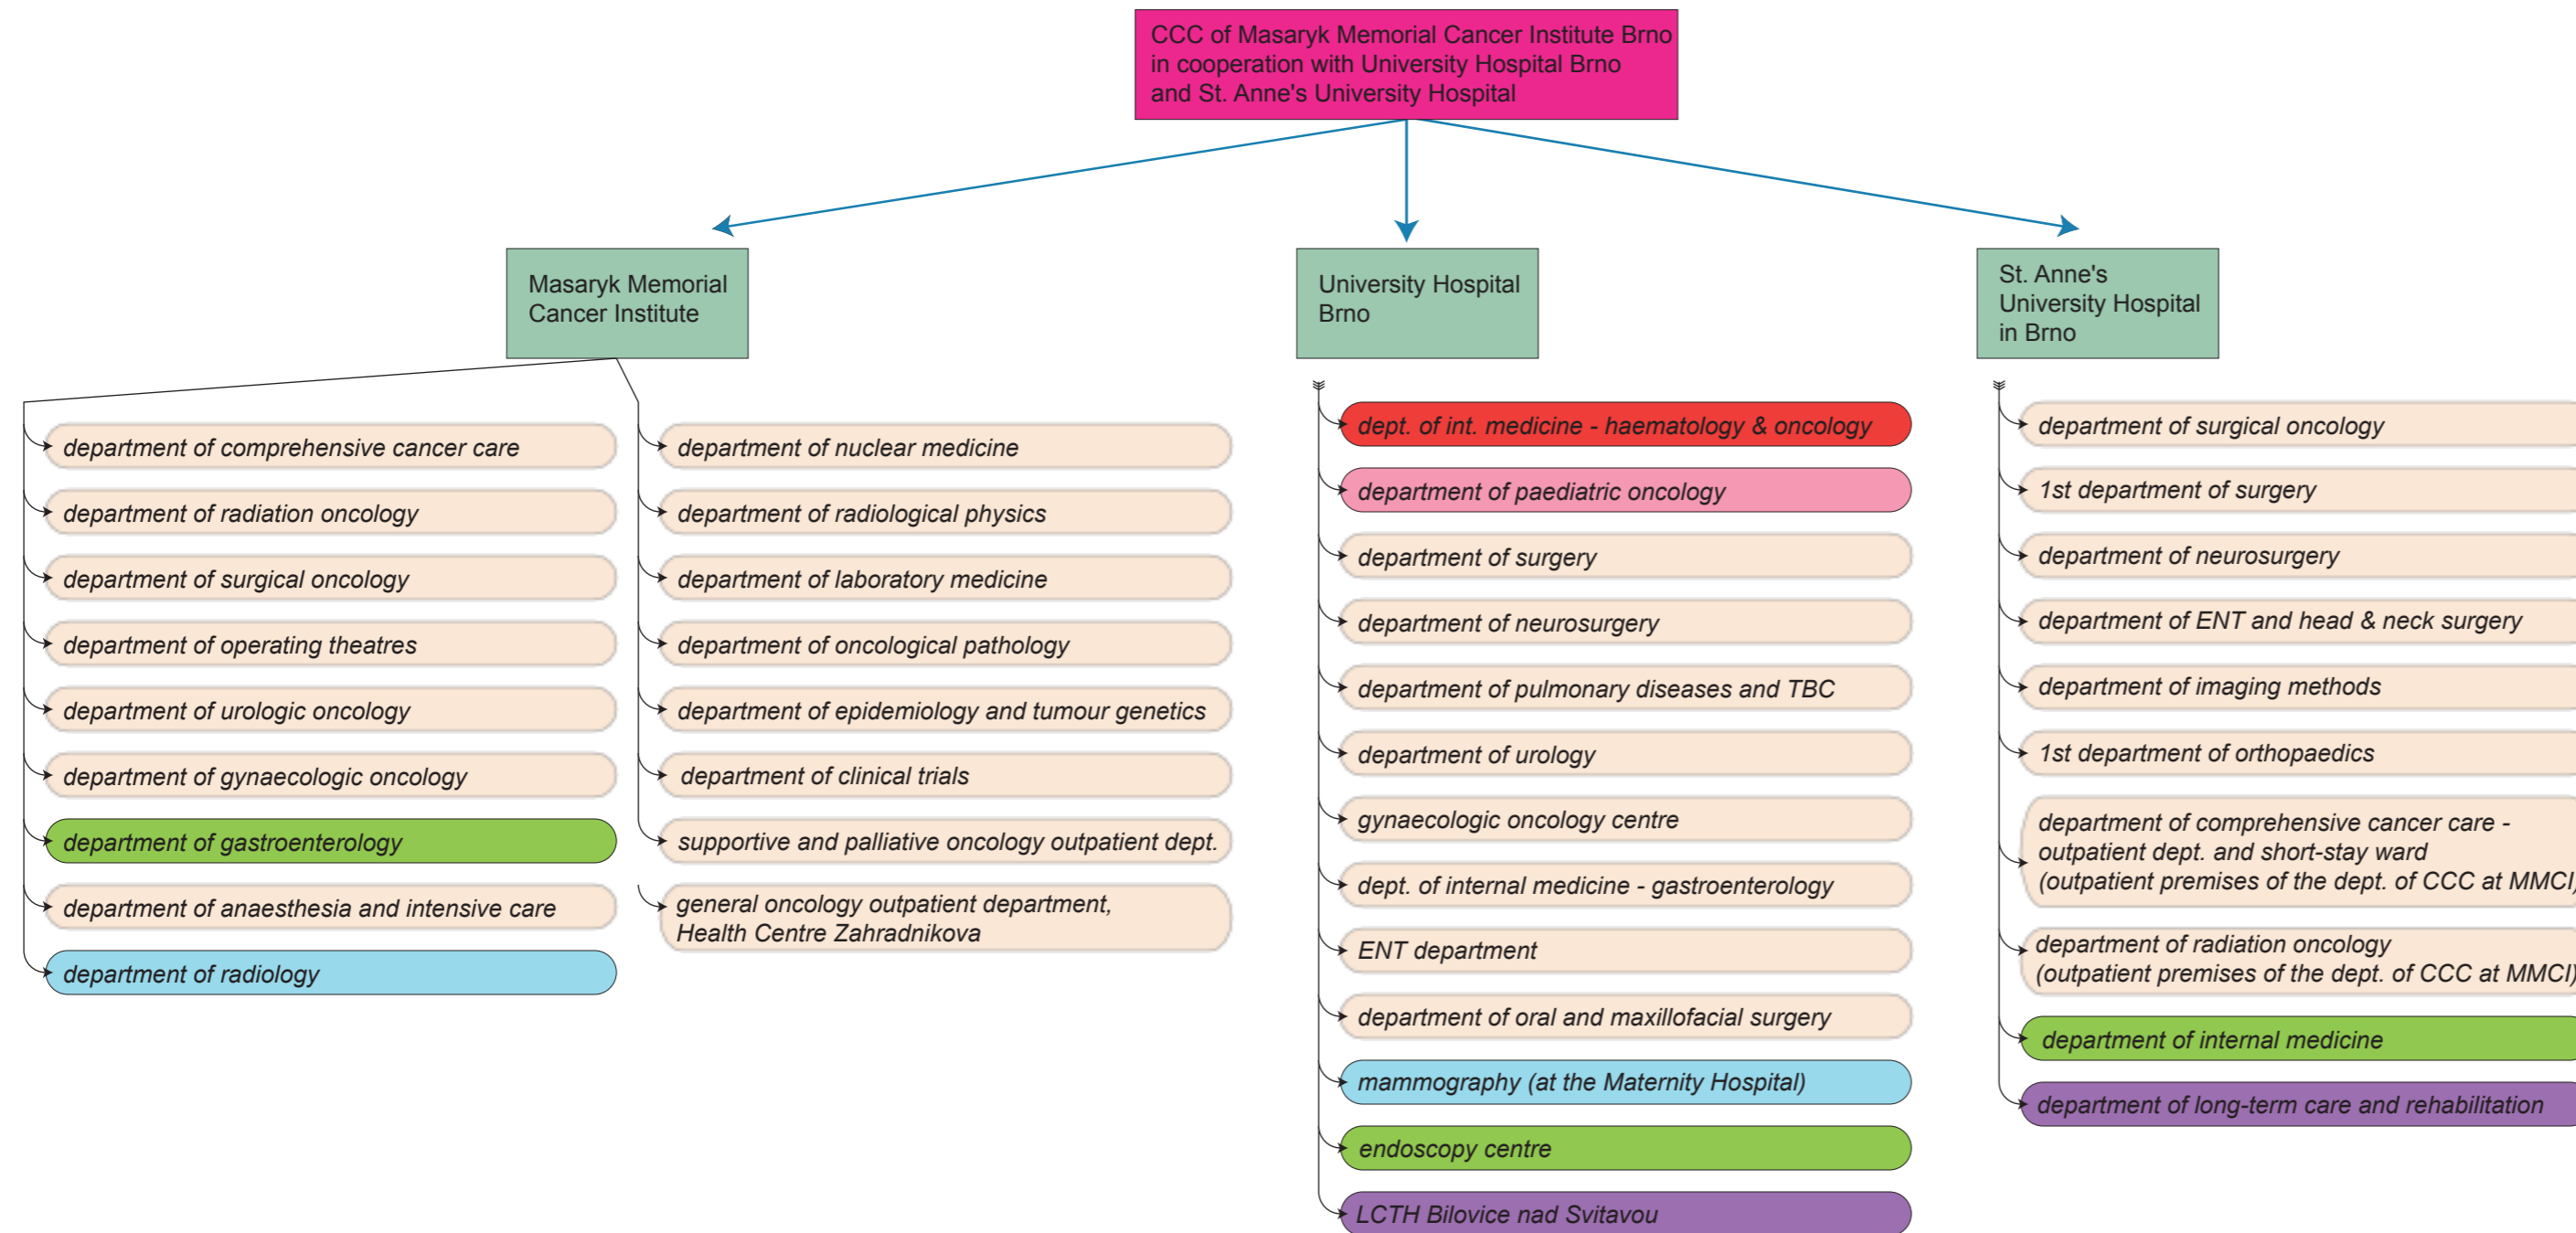 CCC of Masaryk Memorial Cancer Institute Brno
in cooperation with University Hospital Brno
and St. Anne's University Hospital
Masaryk Memorial
Cancer Institute
department of comprehensive cancer care
department of radiation oncology
department of surgical oncology
department of operating theatres
department of urologic oncology
department of gynaecologic oncology
department of gastroenterology
department of anaesthesia and intensive care
department of radiology
department of nuclear medicine
department of radiological physics
department of laboratory medicine
department of oncological pathology
department of epidemiology and tumour genetics
department of clinical trials
supportive and palliative oncology outpatient dept.
general oncology outpatient department,
Health Centre Zahradnikova
University Hospital
Brno
dept. of int. medicine - haematology & oncology
department of paediatric oncology
department of surgery
department of neurosurgery
department of pulmonary diseases and TBC
department of urology
gynaecologic oncology centre
dept. of internal medicine - gastroenterology
ENT department
department of oral and maxillofacial surgery
mammography (at the Maternity Hospital)
endoscopy centre
LCTH Bilovice nad Svitavou
St. Anne's
University Hospital
in Brno
department of surgical oncology
1st department of surgery
department of neurosurgery
department of ENT and head & neck surgery
department of imaging methods
1st department of orthopaedics
department of comprehensive cancer care -
outpatient dept. and short-stay ward
(outpatient premises of the dept. of CCC at MMCI)
department of radiation oncology
(outpatient premises of the dept. of CCC at MMCI)
department of internal medicine
department of long-term care and rehabilitation